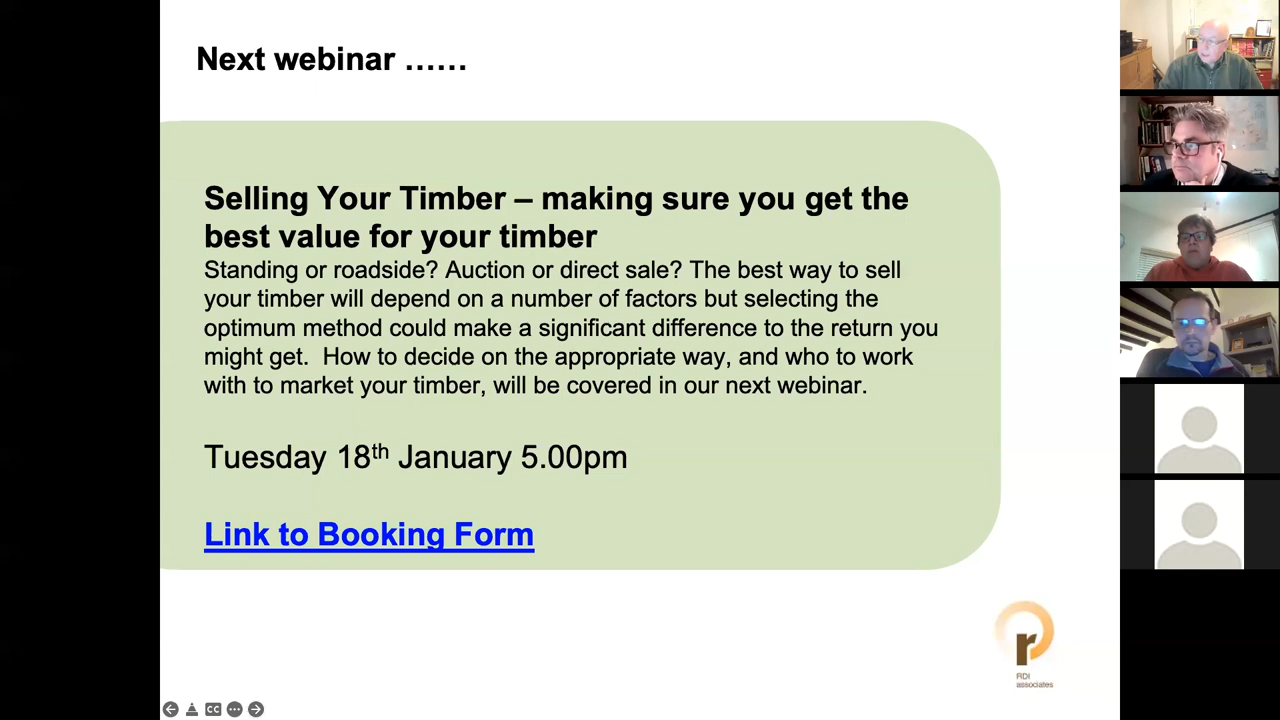 Next webinar ……
Selling Your Timber – making sure you get the
best value for your timber
Standing or roadside? Auction or direct sale? The best way to sell
your timber will depend on a number of factors but selecting the
optimum method could make a significant difference to the return you
might get.  How to decide on the appropriate way, and who to work
with to market your timber, will be covered in our next webinar.
Tuesday 18th January 5.00pm
Link to Booking Form
r
RDI
associates
CC